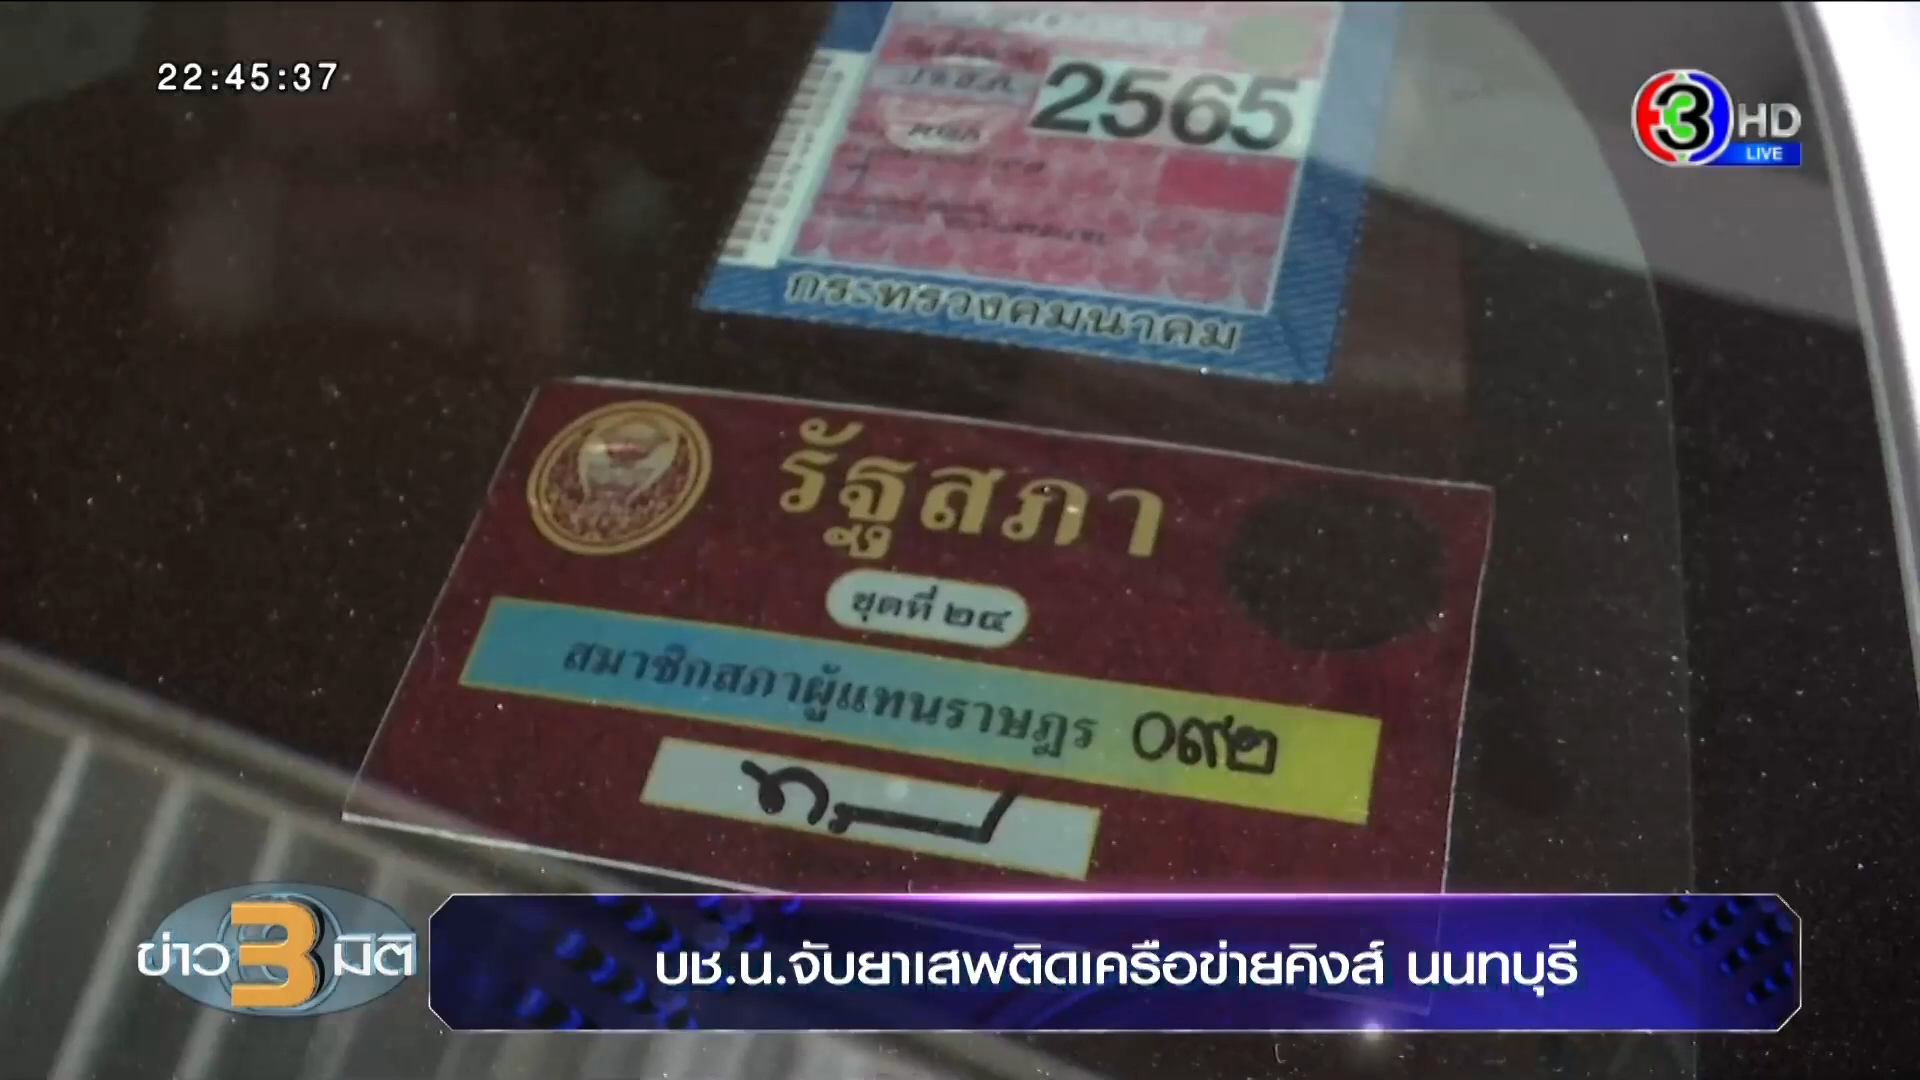 22:45:37
2565
3 HD
LIVE
กระทรวงคมนาคม
รัฐสภา
ชุดที่ ๒๔
สมาชิกสภาผู้แทนราษฎร ๐๙๒
ข่าว 3 มิติ
บช.น.จับยาเสพติดเครือข่ายคิงส์ นนทบุรี